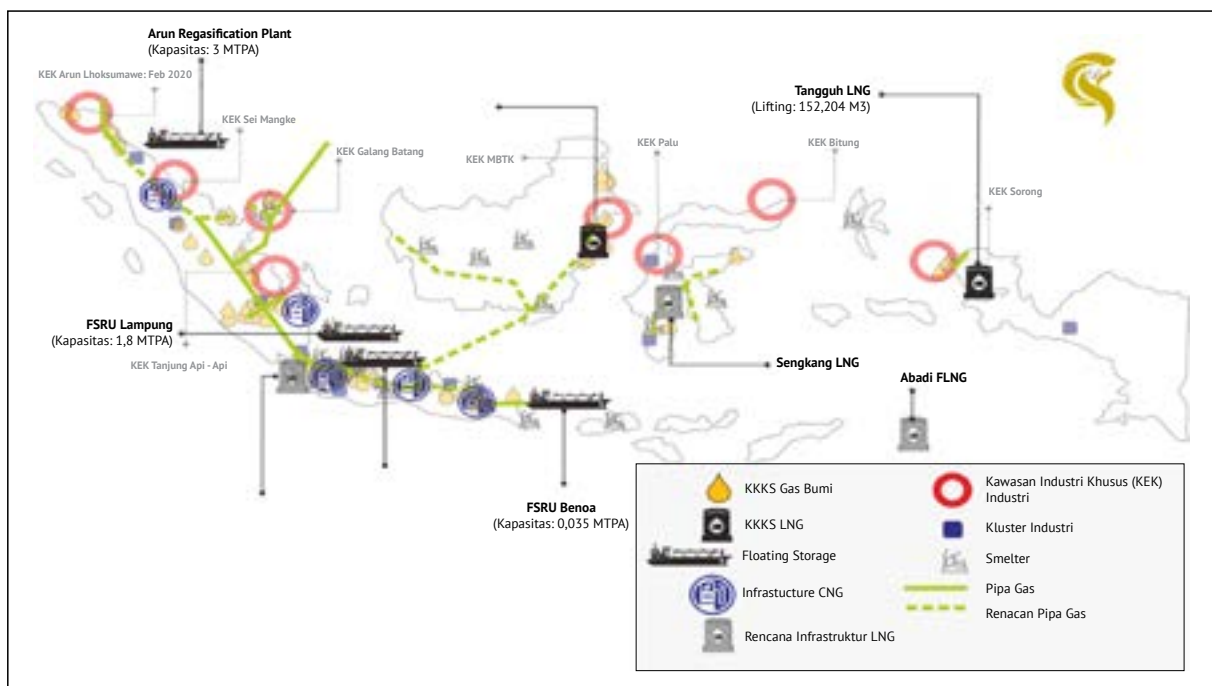 Arun Regasification Plant
(Kapasitas: 3 MTPA)
KEK Arun Lhoksumawe: Feb 2020
KEK Sei Mangke
KEK Galang Batang
KEK MBTK
KEK Palu
Tangguh LNG
(Lifting: 152,204 M3)
KEK Bitung
KEK Sorong
FSRU Lampung
(Kapasitas: 1,8 MTPA)
KEK Tanjung Api - Api
Sengkang LNG
Abadi FLNG
FSRU Benoa
(Kapasitas: 0,035 MTPA)
KKKS Gas Bumi
KKKS LNG
Floating Storage
Infrastucture CNG
Rencana Infrastruktur LNG
Kawasan Industri Khusus (KEK)
Industri
Kluster Industri
Smelter
Pipa Gas
Renacan Pipa Gas